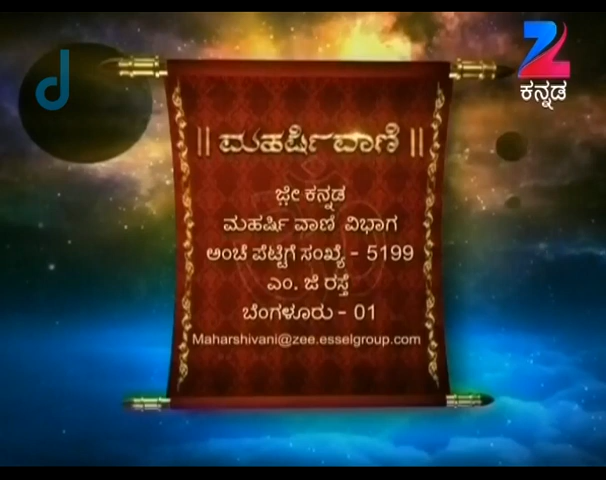 ಕನ್ನಡ
|| ಮಹರ್ಷಿವಾಣಿ ||
ಜ಼ೀ ಕನ್ನಡ
ಮಹರ್ಷಿ ವಾಣಿ ವಿಭಾಗ
ಅಂಚೆ ಪೆಟ್ಟಿಗೆ ಸಂಖ್ಯೆ - 5199
ಎಂ. ಜಿ ರಸ್ತೆ
ಬೆಂಗಳೂರು - 01
Maharshivani@zee.esselgroup.com